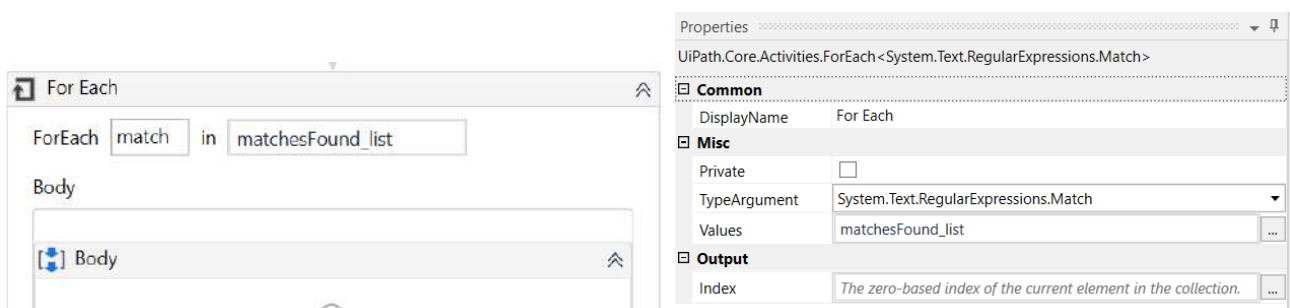 For Each
ForEach match in matchesFound_list
Body
Body
Properties
UiPath.Core.Activities.ForEach<System.Text.RegularExpressions.Match>
Common
DisplayName For Each
Misc
Private
TypeArgument System.Text.RegularExpressions.Match
Values matchesFound_list ...
Output
Index The zero-based index of the current element in the collection. ...